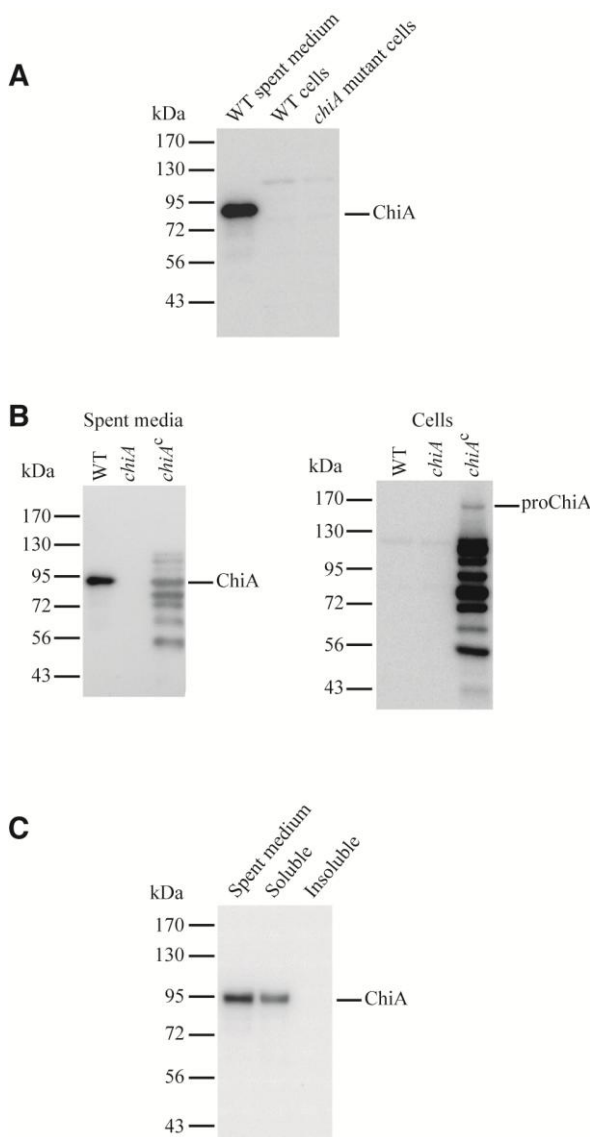 A
kDa
WT spent medium
WT cells
chiA mutant cells
170
130
95
72
56
43
ChiA
B
Spent media
kDa
WT
chiA
chiAᶜ
170
130
95
72
56
43
ChiA
Cells
kDa
WT
chiA
chiAᶜ
170
130
95
72
56
43
proChiA
C
kDa
Spent medium
Soluble
Insoluble
170
130
95
72
56
43
ChiA